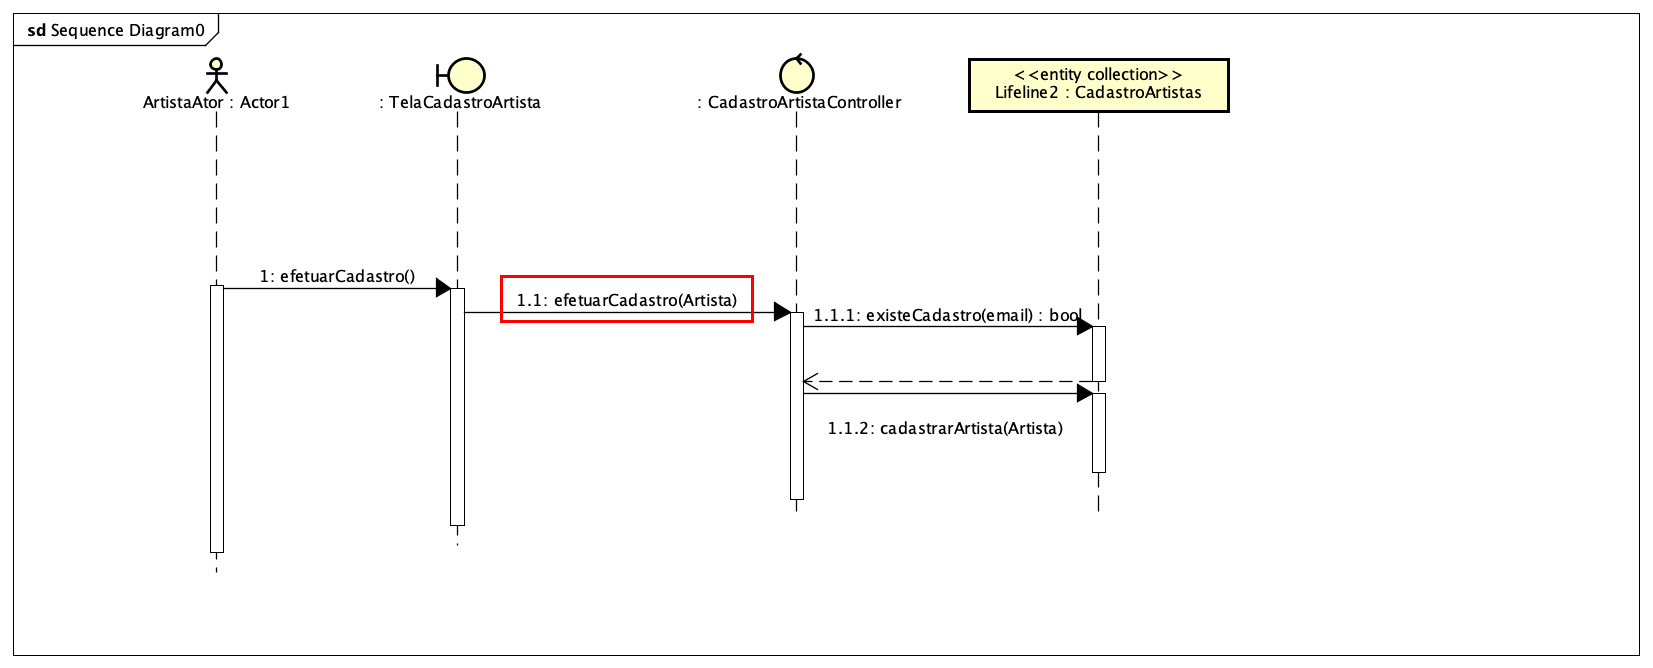 sd Sequence Diagram0
ArtistaAtor : Actor1
: TelaCadastroArtista
: CadastroArtistaController
<<entity collection>>
Lifeline2 : CadastroArtistas
1: efetuarCadastro()
1.1: efetuarCadastro(Artista)
1.1.1: existeCadastro(email) : bool
1.1.2: cadastrarArtista(Artista)